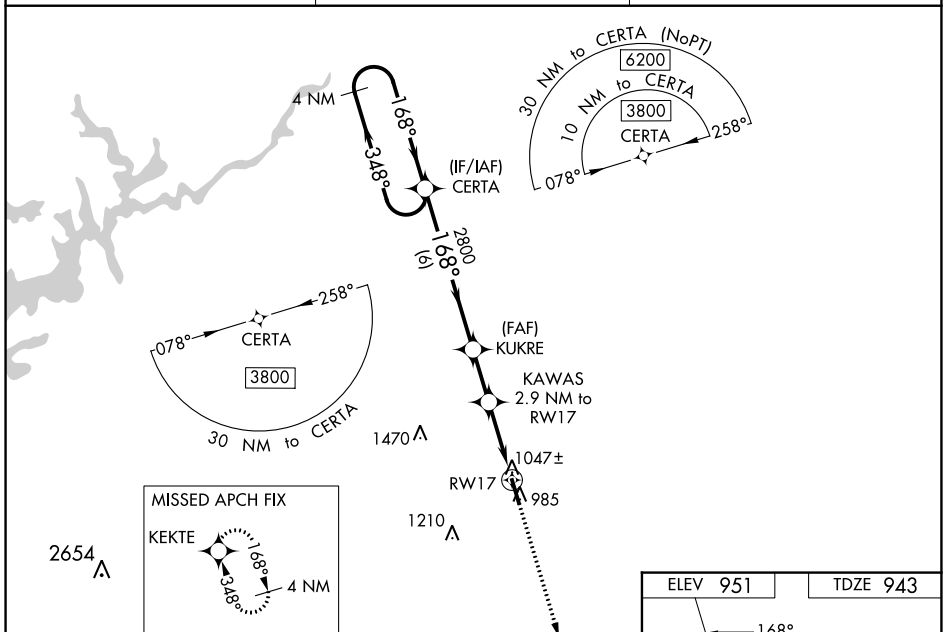 30 NM to CERTA (NoPT)
6200
10 NM to CERTA
3800
CERTA
258°
078°
4 NM
168°
348°
(IF/IAF)
CERTA
2800
168°
(6)
258°
078°
CERTA
3800
30 NM to CERTA
(FAF)
KUKRE
KAWAS
2.9 NM to
RW17
1470
1047±
RW17
985
1210
MISSED APCH FIX
KEKTE
168°
348°
4 NM
2654
ELEV 951
TDZE 943
168°